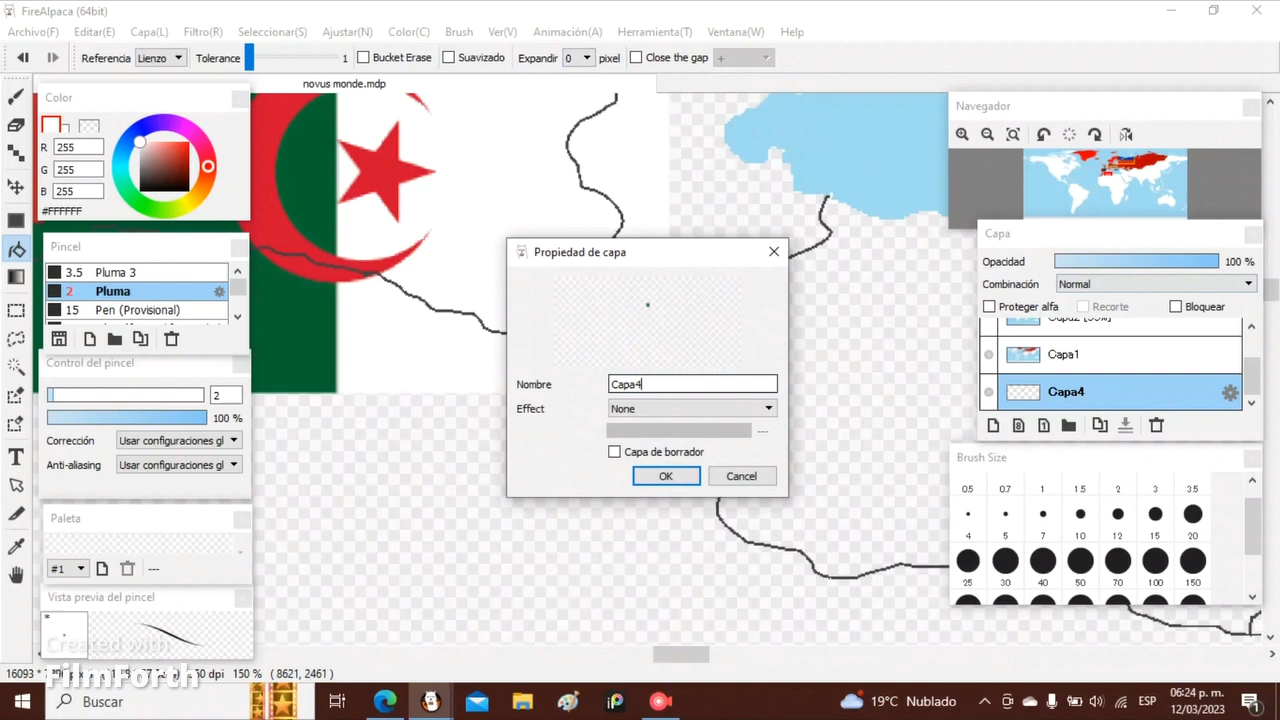 FireAlpaca (64bit)
Archivo(F) Editar(E) Capa(L) Filtro(R) Seleccionar(S) Ajustar(N) Color(C) Brush Ver(V) Animación(A) Herramienta(T) Ventana(W) Help
Referencia Lienzo Tolerance 1 Bucket Erase Suavizado Expandir 0 pixel Close the gap +
novus monde.mdp
Color
R 255
G 255
B 255
#FFFFFF
Pincel
3.5 Pluma 3
2 Pluma
15 Pen (Provisional)
Control del pincel
2
100 %
Corrección Usar configuraciones gl
Anti-aliasing Usar configuraciones gl
Paleta
#1 ---
Vista previa del pincel
*
Created with
FilmForth
Propiedad de capa
Nombre Capa4
Effect None
---
Capa de borrador
OK Cancel
Navegador
Capa
Opacidad 100 %
Combinación Normal
Proteger alfa Recorte Bloquear
Capa1
Capa4
Brush Size
0.5 0.7 1 1.5 2 3 3.5
4 5 7 10 12 15 20
25 30 40 50 70 100 150
150 % ( 8621, 2461 )
Buscar
19°C Nublado
ESP
06:24 p. m.
12/03/2023
1